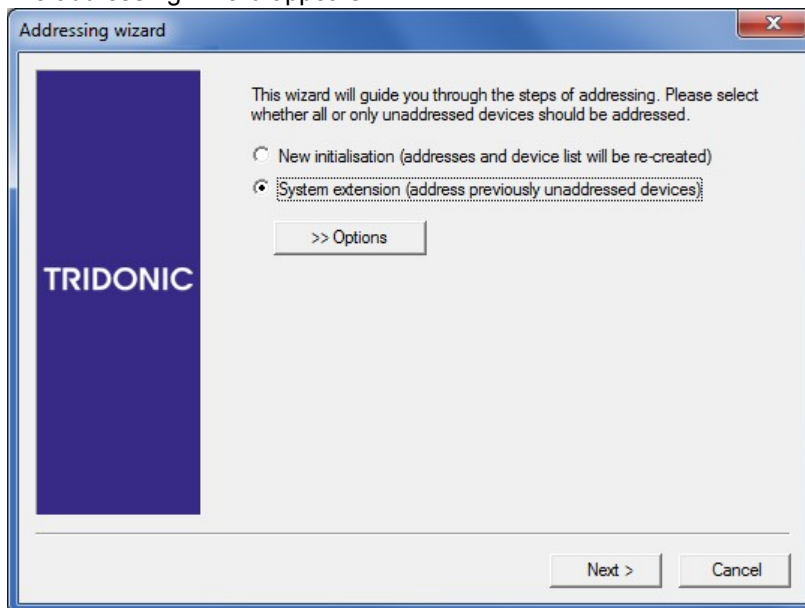 Addressing wizard
This wizard will guide you through the steps of addressing. Please select
whether all or only unaddressed devices should be addressed.
New initialisation (addresses and device list will be re-created)
System extension (address previously unaddressed devices)
>> Options
TRIDONIC
Next >
Cancel